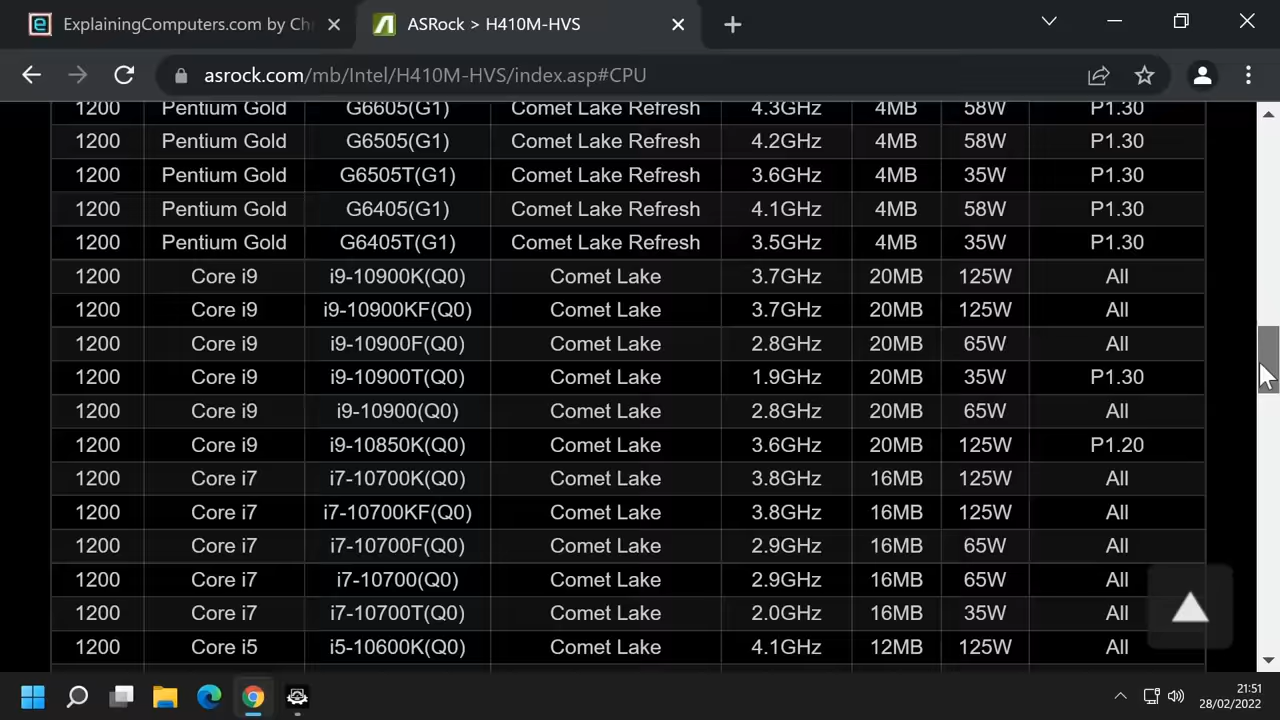 ExplainingComputers.com by Ch
ASRock > H410M-HVS
asrock.com/mb/Intel/H410M-HVS/index.asp#CPU
1200 Pentium Gold G6605(G1) Comet Lake Refresh 4.3GHz 4MB 58W P1.30
1200 Pentium Gold G6505(G1) Comet Lake Refresh 4.2GHz 4MB 58W P1.30
1200 Pentium Gold G6505T(G1) Comet Lake Refresh 3.6GHz 4MB 35W P1.30
1200 Pentium Gold G6405(G1) Comet Lake Refresh 4.1GHz 4MB 58W P1.30
1200 Pentium Gold G6405T(G1) Comet Lake Refresh 3.5GHz 4MB 35W P1.30
1200 Core i9 i9-10900K(Q0) Comet Lake 3.7GHz 20MB 125W All
1200 Core i9 i9-10900KF(Q0) Comet Lake 3.7GHz 20MB 125W All
1200 Core i9 i9-10900F(Q0) Comet Lake 2.8GHz 20MB 65W All
1200 Core i9 i9-10900T(Q0) Comet Lake 1.9GHz 20MB 35W P1.30
1200 Core i9 i9-10900(Q0) Comet Lake 2.8GHz 20MB 65W All
1200 Core i9 i9-10850K(Q0) Comet Lake 3.6GHz 20MB 125W P1.20
1200 Core i7 i7-10700K(Q0) Comet Lake 3.8GHz 16MB 125W All
1200 Core i7 i7-10700KF(Q0) Comet Lake 3.8GHz 16MB 125W All
1200 Core i7 i7-10700F(Q0) Comet Lake 2.9GHz 16MB 65W All
1200 Core i7 i7-10700(Q0) Comet Lake 2.9GHz 16MB 65W All
1200 Core i7 i7-10700T(Q0) Comet Lake 2.0GHz 16MB 35W All
1200 Core i5 i5-10600K(Q0) Comet Lake 4.1GHz 12MB 125W All
21:51
28/02/2022